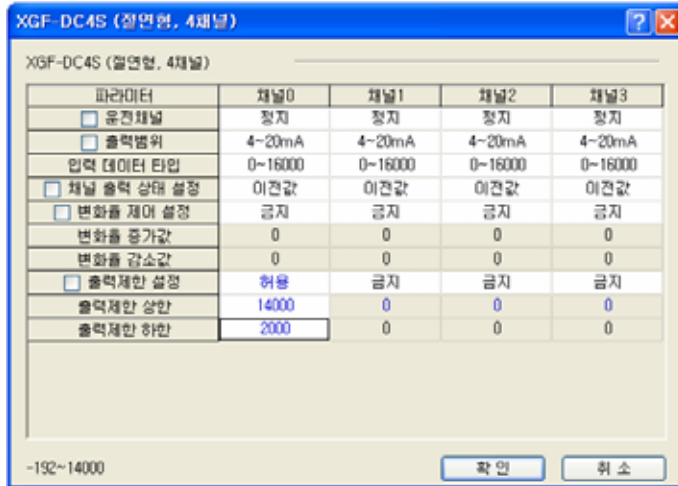 XGF-DC4S (절연형, 4채널)
XGF-DC4S (절연형, 4채널)
파라미터 채널0 채널1 채널2 채널3
운전채널 정지 정지 정지 정지
출력범위 4~20mA 4~20mA 4~20mA 4~20mA
입력 데이터 타입 0~16000 0~16000 0~16000 0~16000
채널 출력 상태 설정 이전값 이전값 이전값 이전값
변화율 제어 설정 금지 금지 금지 금지
변화율 증가값 0 0 0 0
변화율 감소값 0 0 0 0
출력제한 설정 허용 금지 금지 금지
출력제한 상한 14000 0 0 0
출력제한 하한 2000 0 0 0
-192~14000 확인 취소